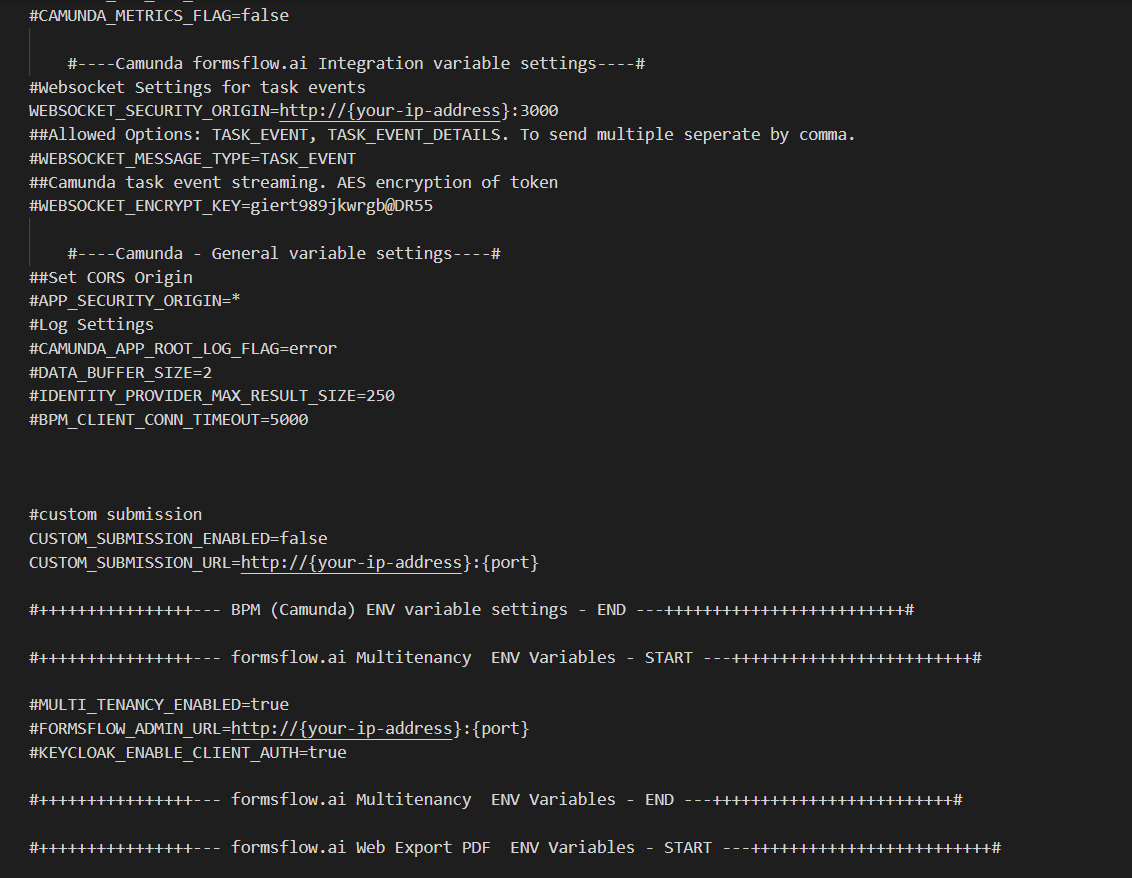 #CAMUNDA_METRICS_FLAG=false
#----Camunda formsflow.ai Integration variable settings----#
#Websocket Settings for task events
WEBSOCKET_SECURITY_ORIGIN=http://{your-ip-address}:3000
##Allowed Options: TASK_EVENT, TASK_EVENT_DETAILS. To send multiple seperate by comma.
#WEBSOCKET_MESSAGE_TYPE=TASK_EVENT
##Camunda task event streaming. AES encryption of token
#WEBSOCKET_ENCRYPT_KEY=giert989jkwrgb@DR55
#----Camunda - General variable settings----#
##Set CORS Origin
#APP_SECURITY_ORIGIN=*
#Log Settings
#CAMUNDA_APP_ROOT_LOG_FLAG=error
#DATA_BUFFER_SIZE=2
#IDENTITY_PROVIDER_MAX_RESULT_SIZE=250
#BPM_CLIENT_CONN_TIMEOUT=5000
#custom submission
CUSTOM_SUBMISSION_ENABLED=false
CUSTOM_SUBMISSION_URL=http://{your-ip-address}:{port}
#++++++++++++++++--- BPM (Camunda) ENV variable settings - END ---+++++++++++++++++++++++++#
#++++++++++++++++--- formsflow.ai Multitenancy  ENV Variables - START ---+++++++++++++++++++++++++#
#MULTI_TENANCY_ENABLED=true
#FORMSFLOW_ADMIN_URL=http://{your-ip-address}:{port}
#KEYCLOAK_ENABLE_CLIENT_AUTH=true
#++++++++++++++++--- formsflow.ai Multitenancy  ENV Variables - END ---+++++++++++++++++++++++++#
#++++++++++++++++--- formsflow.ai Web Export PDF  ENV Variables - START ---+++++++++++++++++++++++++#